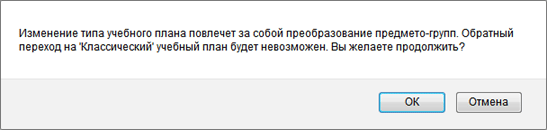 Изменение типа учебного плана повлечет за собой преобразование предмето-групп. Обратный
переход на 'Классический' учебный план будет невозможен. Вы желаете продолжить?
OK
Отмена